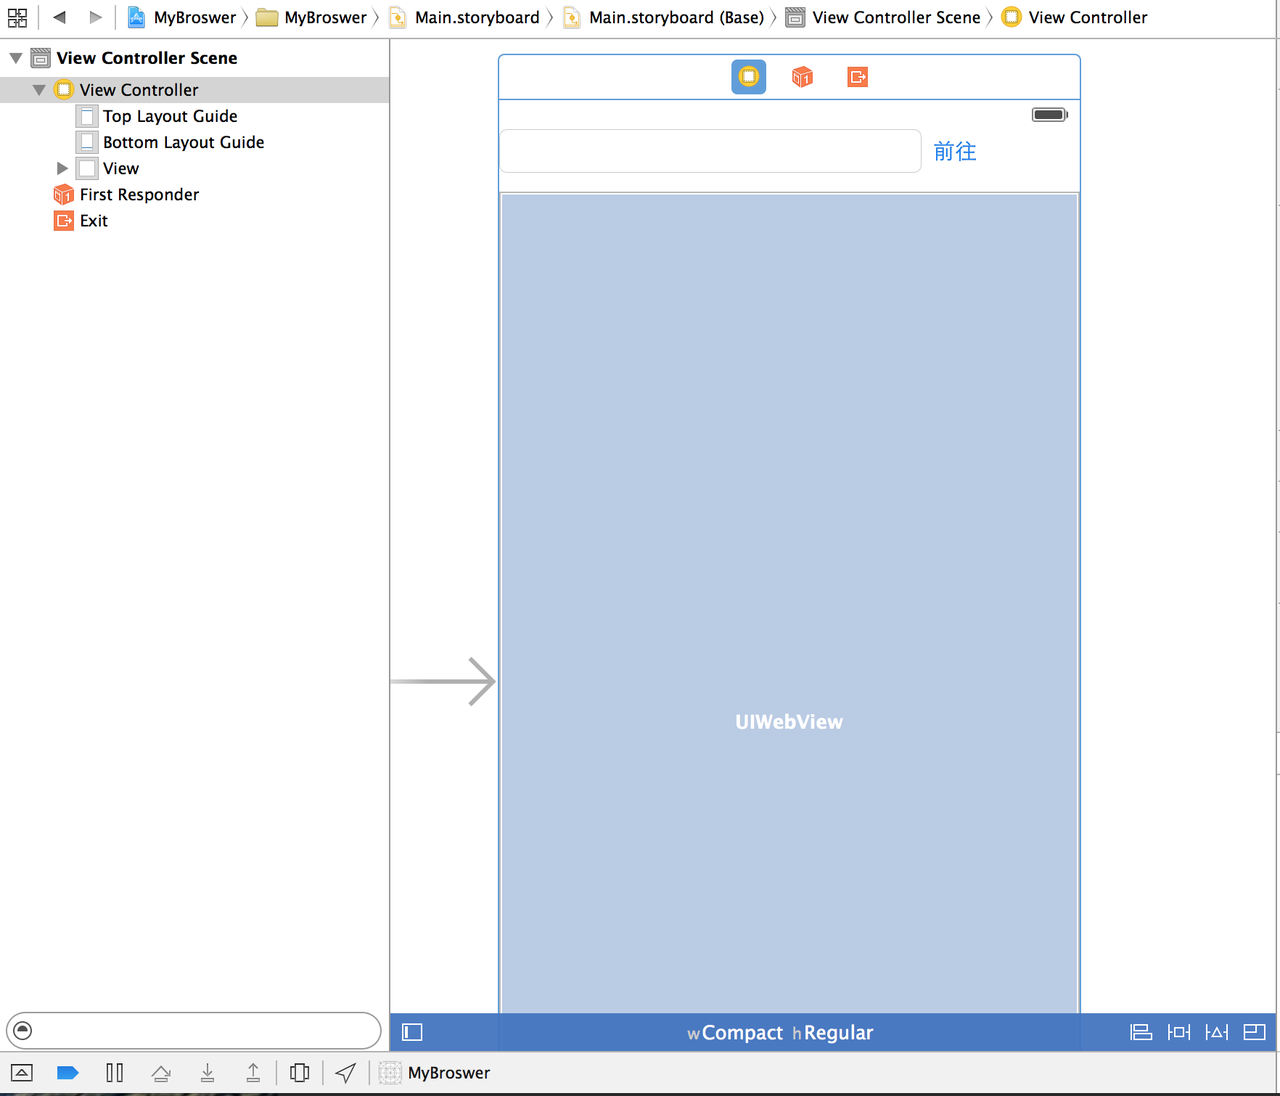 MyBroswer MyBroswer Main.storyboard Main.storyboard (Base) View Controller Scene View Controller
View Controller Scene
View Controller
Top Layout Guide
Bottom Layout Guide
View
First Responder
Exit
前往
UIWebView
wCompact hRegular
MyBroswer